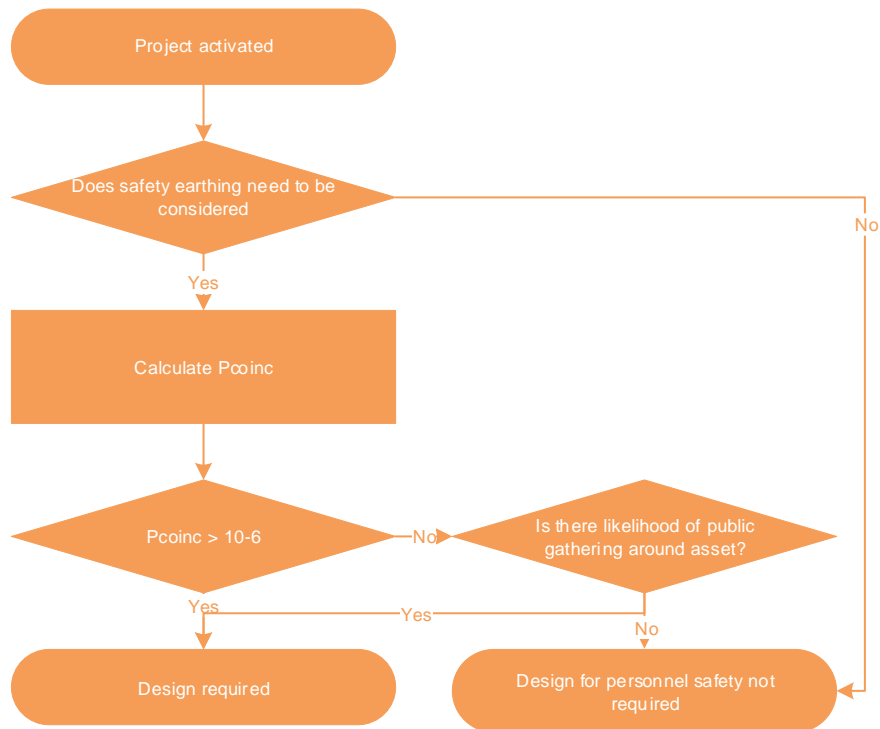 Project activated
Does safety earthing need to be
considered
No
Yes
Calculate Pcoinc
Pcoinc > 10-6
No
Is there likelihood of public
gathering around asset?
Yes
Yes
No
Design required
Design for personnel safety not
required